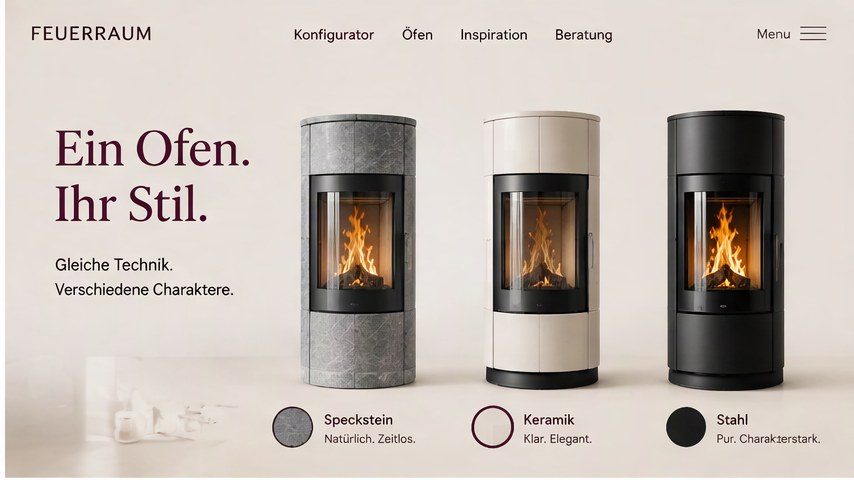 FEUERRAUM
Konfigurator Öfen Inspiration Beratung
Menu
Ein Ofen.
Ihr Stil.
Gleiche Technik.
Verschiedene Charaktere.
Speckstein
Natürlich. Zeitlos.
Keramik
Klar. Elegant.
Stahl
Pur. Charakterstark.